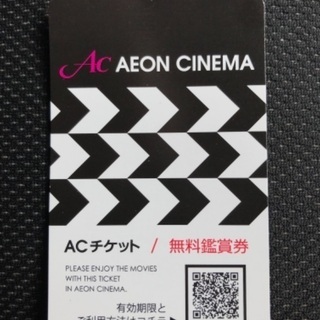 Ac AEON CINEMA
ACチケット / 無料鑑賞券
PLEASE ENJOY THE MOVIES
WITH THIS TICKET
IN AEON CINEMA.
有効期限と
ご利用方法はコチラ